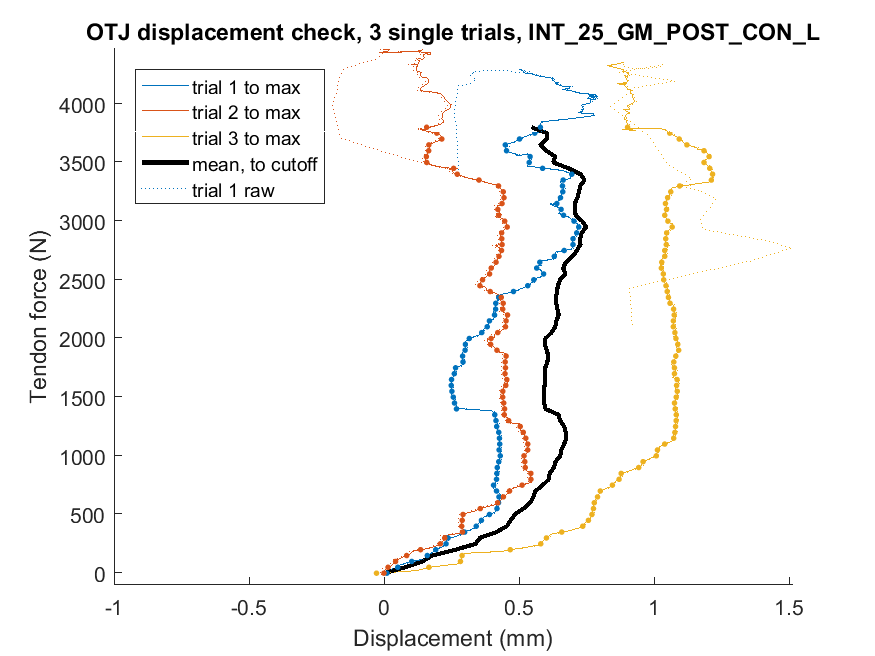 OTJ displacement check, 3 single trials, INT_25_GM_POST_CON_L
trial 1 to max
trial 2 to max
trial 3 to max
mean, to cutoff
trial 1 raw
4000
3500
3000
2500
2000
1500
1000
500
0
Tendon force (N)
-1
-0.5
0
0.5
1
1.5
Displacement (mm)